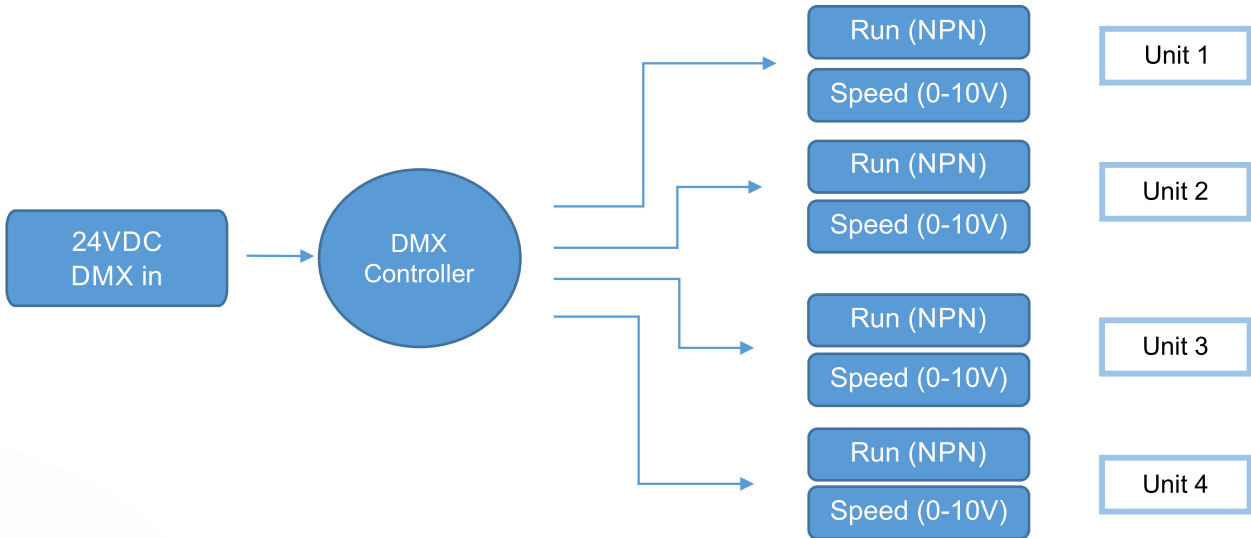 24VDC
DMX in
DMX
Controller
Run (NPN)
Speed (0-10V)
Unit 1
Run (NPN)
Speed (0-10V)
Unit 2
Run (NPN)
Speed (0-10V)
Unit 3
Run (NPN)
Speed (0-10V)
Unit 4